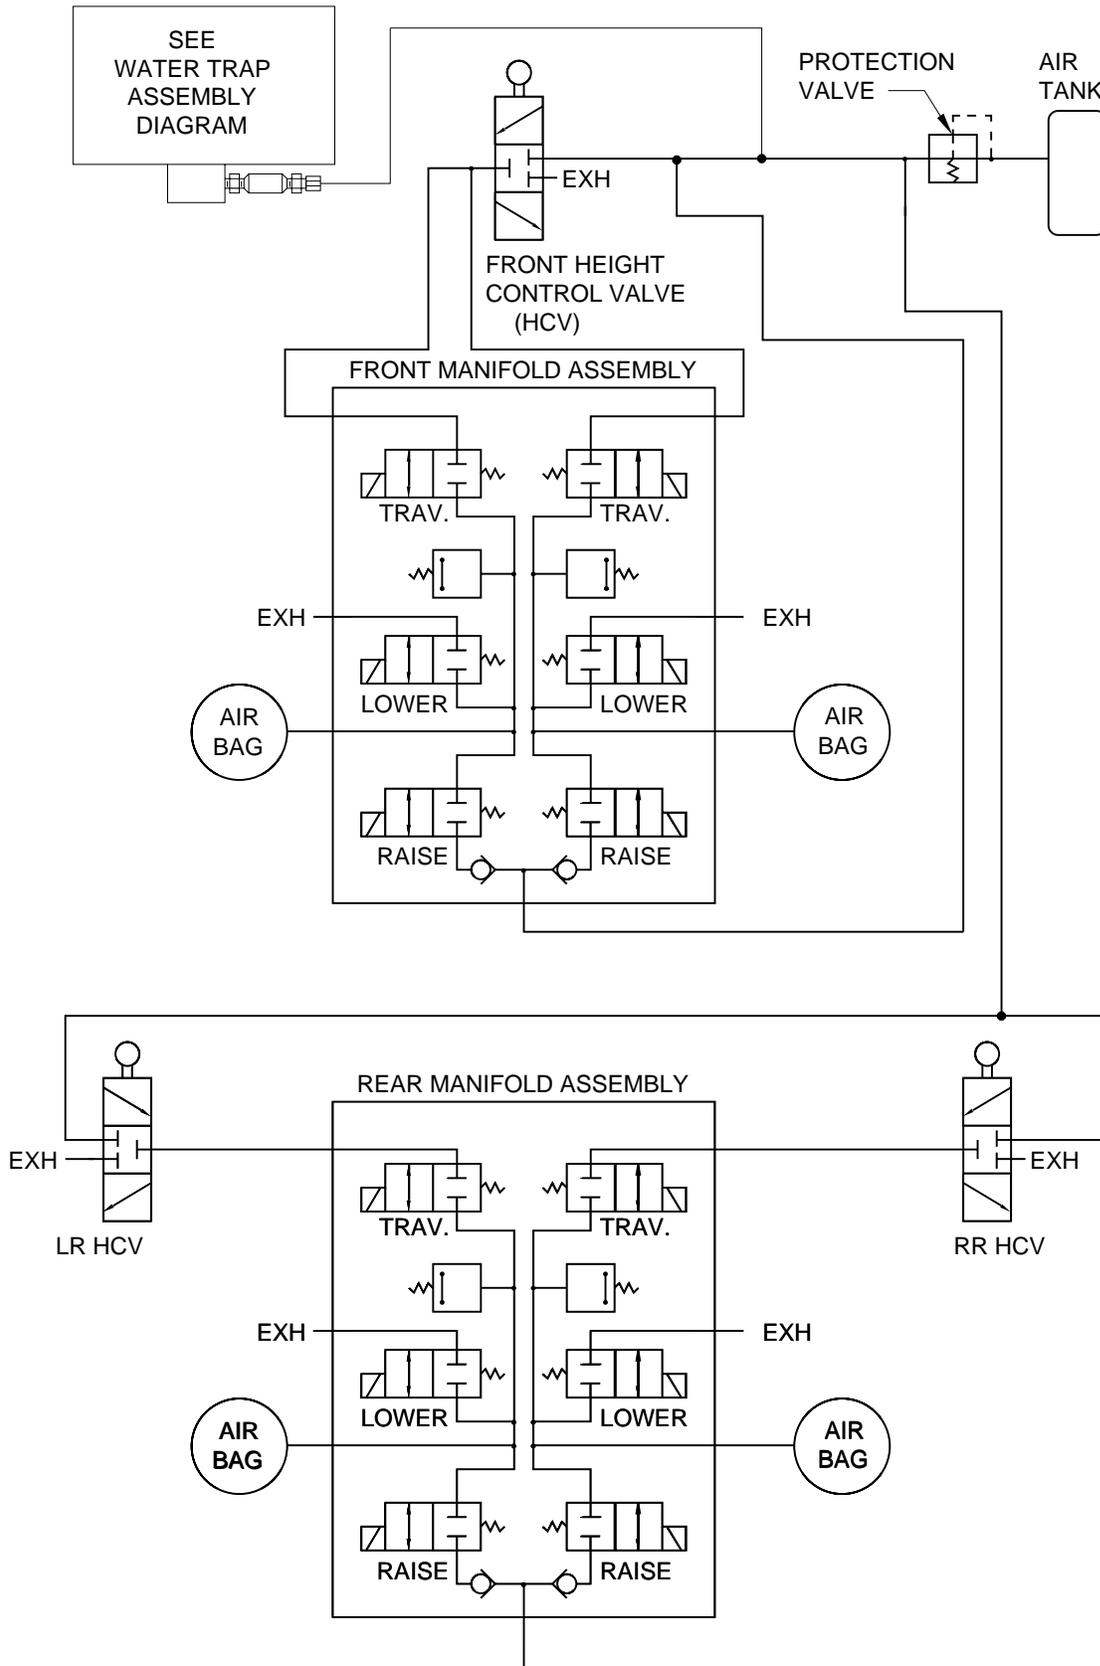 SEE
WATER TRAP
ASSEMBLY
DIAGRAM
PROTECTION
VALVE
AIR
TANK
EXH
FRONT HEIGHT
CONTROL VALVE
(HCV)
FRONT MANIFOLD ASSEMBLY
TRAV. TRAV.
EXH EXH
LOWER LOWER
AIR
BAG
AIR
BAG
RAISE RAISE
REAR MANIFOLD ASSEMBLY
EXH EXH
TRAV. TRAV.
LR HCV RR HCV
EXH EXH
LOWER LOWER
AIR
BAG
AIR
BAG
RAISE RAISE